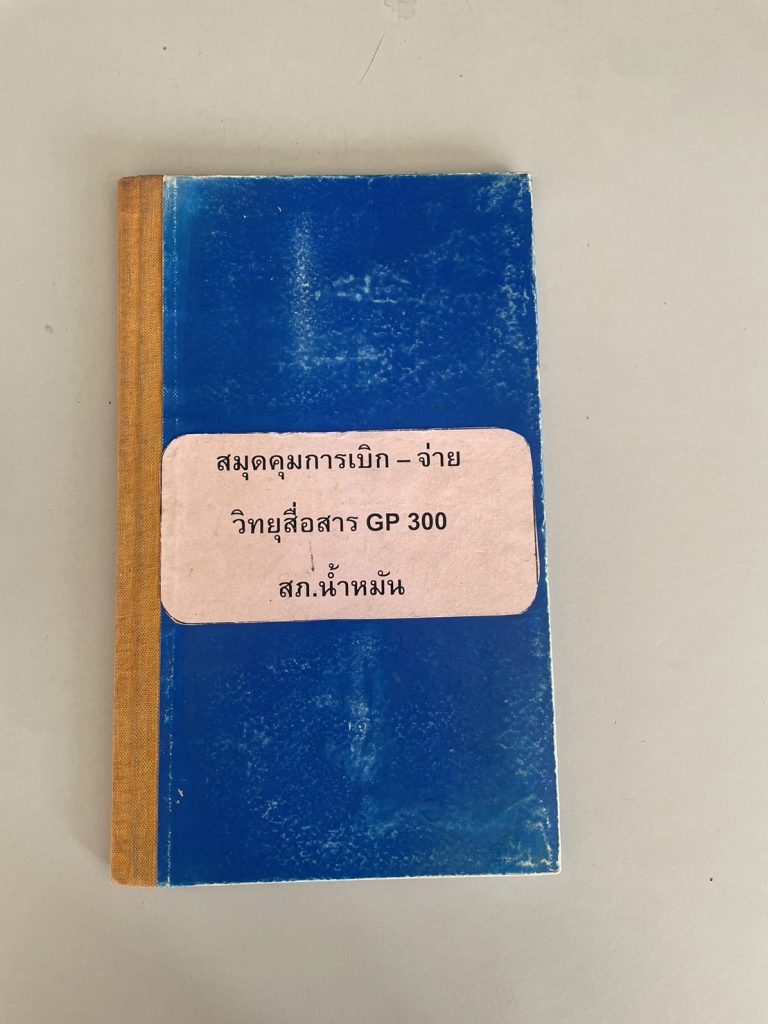 สมุดคุมการเบิก – จ่าย
วิทยุสื่อสาร GP 300
สภ.น้ำหมัน